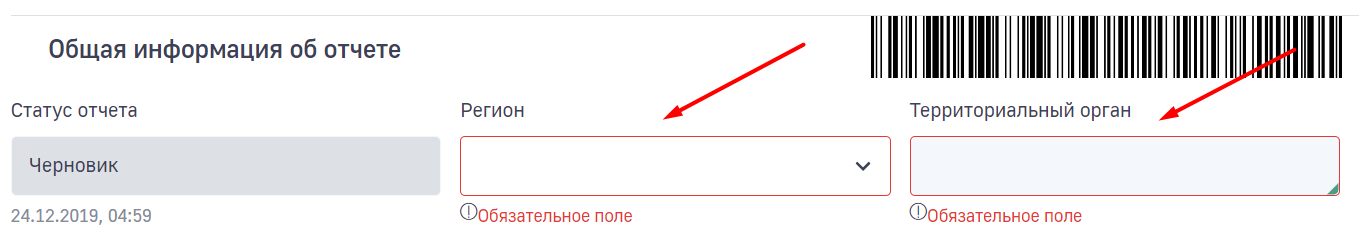 Общая информация об отчете
Статус отчета
Регион
Территориальный орган
Черновик
24.12.2019, 04:59
Обязательное поле
Обязательное поле